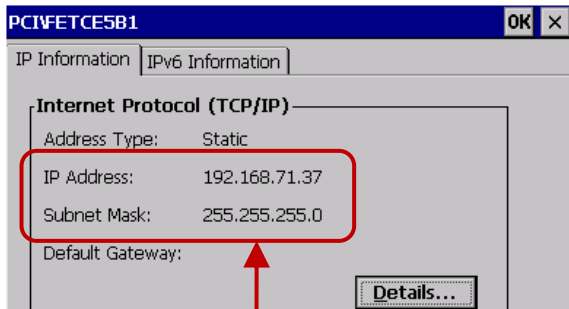 PCI\FETCE5B1 OK ×
IP Information IPv6 Information
Internet Protocol (TCP/IP)
Address Type: Static
IP Address: 192.168.71.37
Subnet Mask: 255.255.255.0
Default Gateway:
Details...